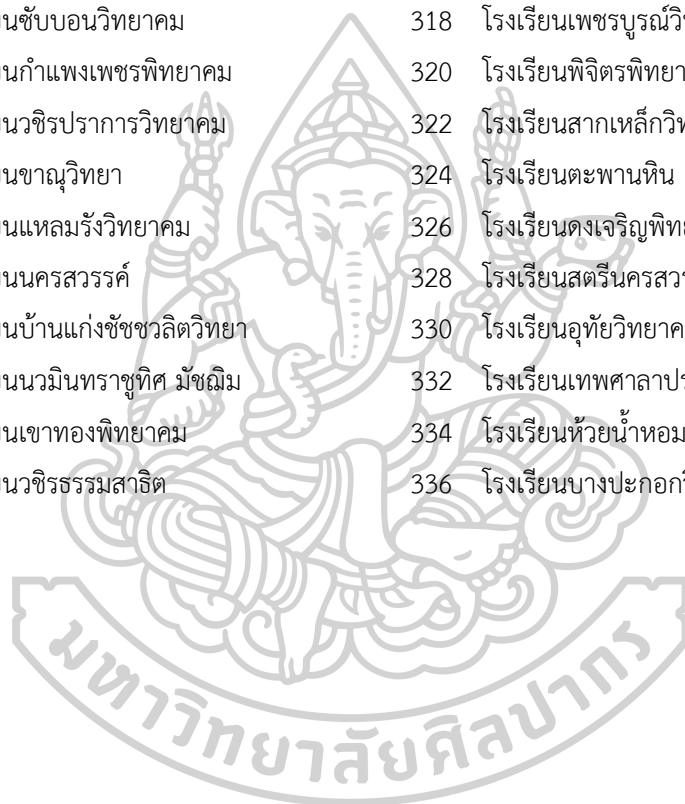 นซับบอนวิทยาคม 318 โรงเรียนเพชรบูรณ์วิ
นกำแพงเพชรพิทยาคม 320 โรงเรียนพิจิตรพิทยา
นวชิรปราการวิทยาคม 322 โรงเรียนสากเหล็กวิท
นขาณุวิทยา 324 โรงเรียนตะพานหิน
นแหลมรังวิทยาคม 326 โรงเรียนดงเจริญพิทย
นนครสวรรค์ 328 โรงเรียนสตรีนครสวร
นบ้านแก่งชัชชวลิตวิทยา 330 โรงเรียนอุทัยวิทยาค
นนวมินทราชูทิศ มัชฌิม 332 โรงเรียนเทพศาลาปร
นเขาทองพิทยาคม 334 โรงเรียนห้วยน้ำหอม
นวชิรธรรมสาธิต 336 โรงเรียนบางปะกอกวิ
มหาวิทยาลัยศิลปากร